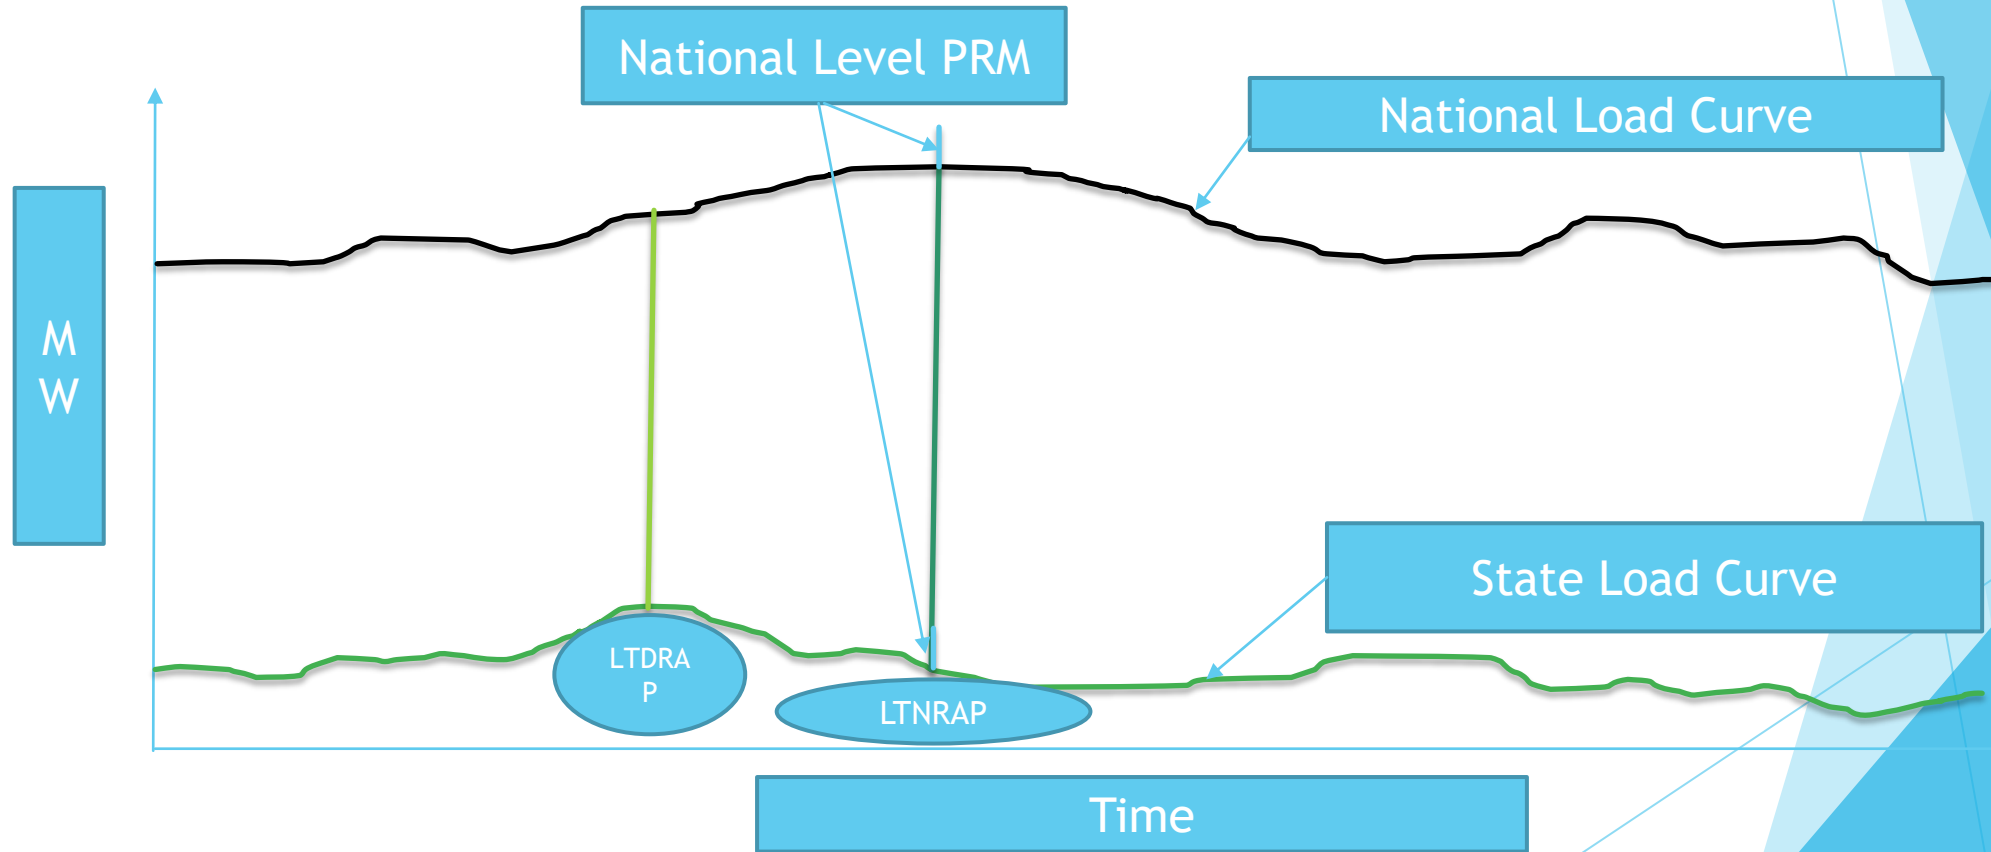 National Level PRM
National Load Curve
M
W
State Load Curve
LTDRA
P
LTNRAP
Time